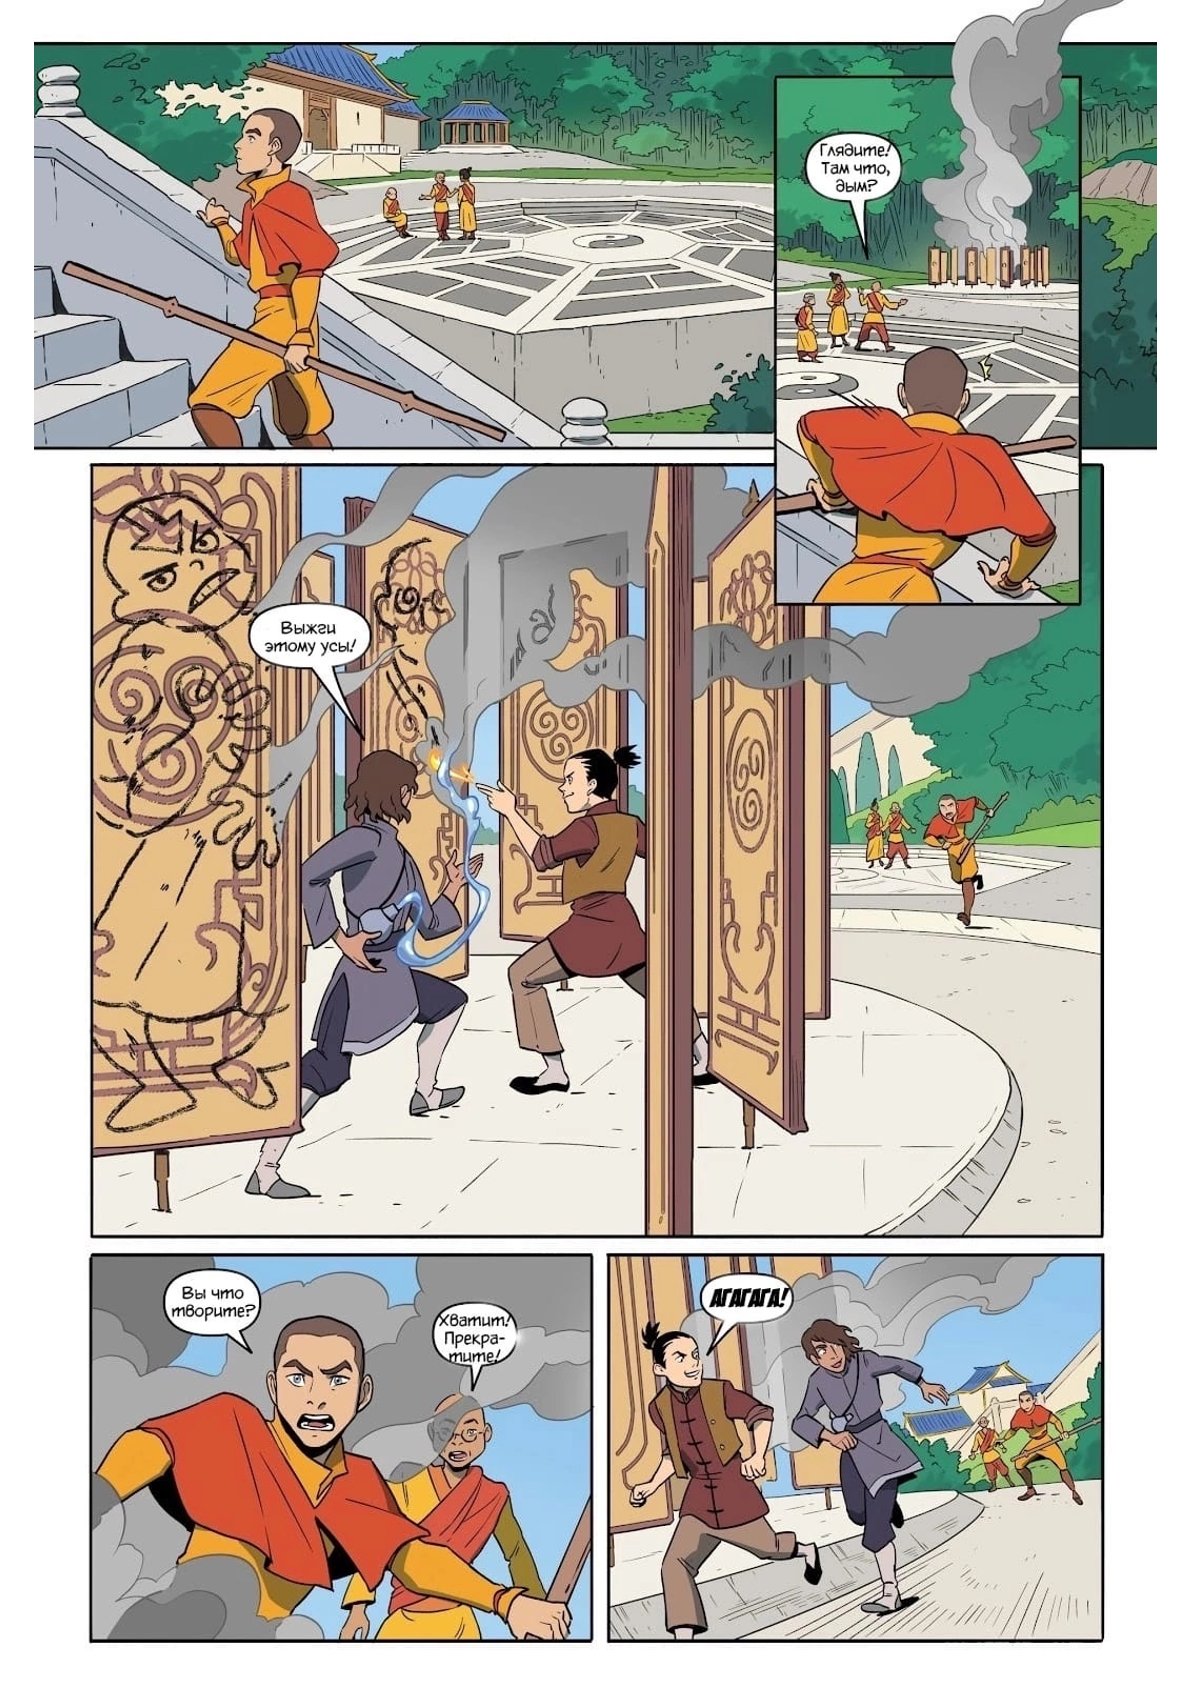 Глядите!
Там что,
дым?
Выжги
этому усы!
Вы что
творите?
Хватит!
Прекра-
тите!
АГАГАГА!